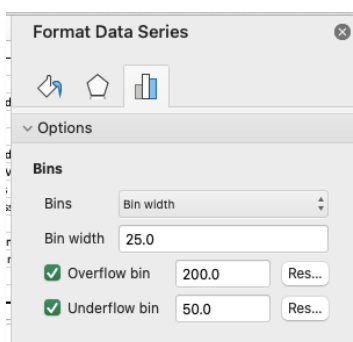 Format Data Series
Options
Bins
Bins Bin width
Bin width 25.0
Overflow bin 200.0 Res...
Underflow bin 50.0 Res...